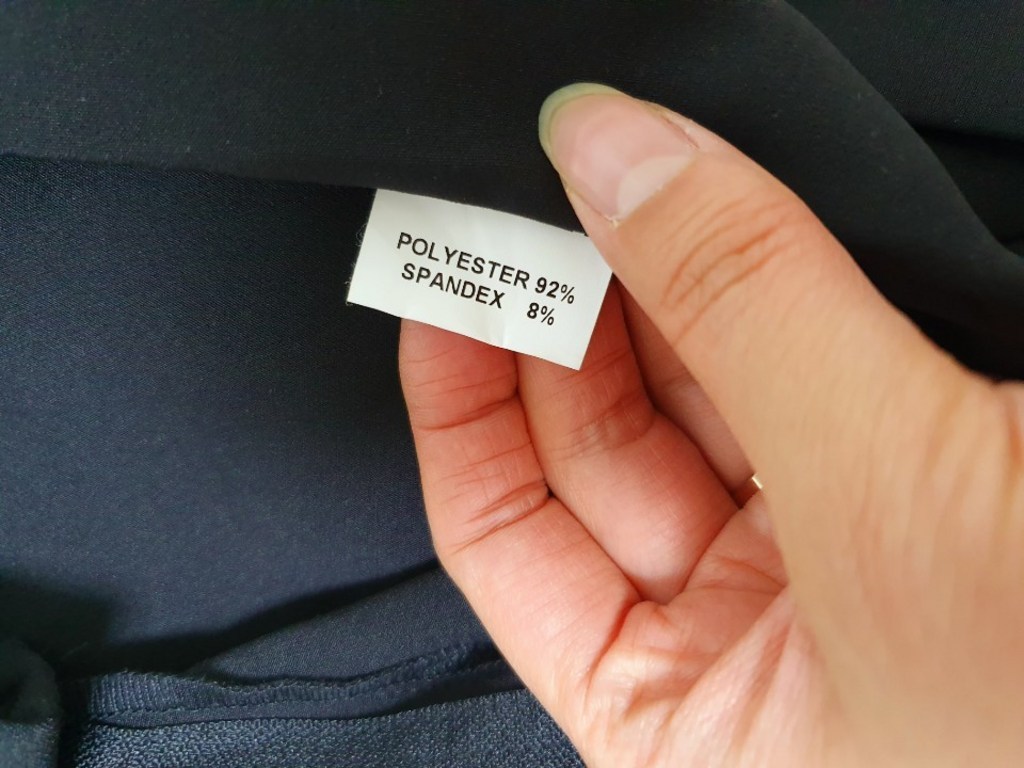 POLYESTER 92%
SPANDEX 8%